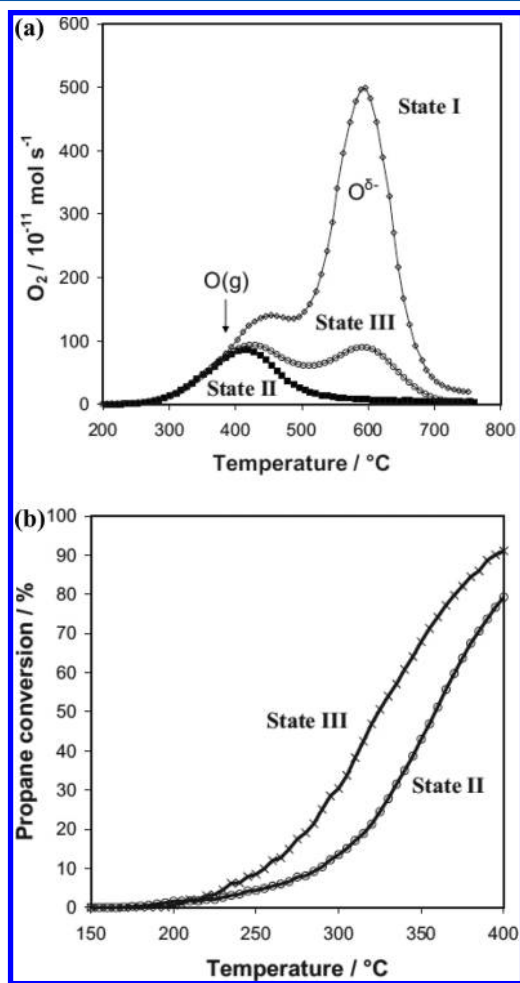 (a)
600
500
400
300
200
100
0
O₂ / 10⁻¹¹ mol s⁻¹
State I
O^δ-
O(g)
State III
State II
200 300 400 500 600 700 800
Temperature / °C
(b)
100
90
80
70
60
50
40
30
20
10
0
Propane conversion / %
State III
State II
150 200 250 300 350 400
Temperature / °C